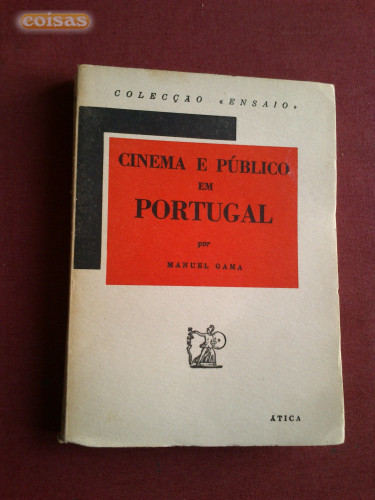 coisas
COLECÇÃO «ENSAIO»
CINEMA E PÚBLICO
EM
PORTUGAL
por
MANUEL GAMA
ÁTICA